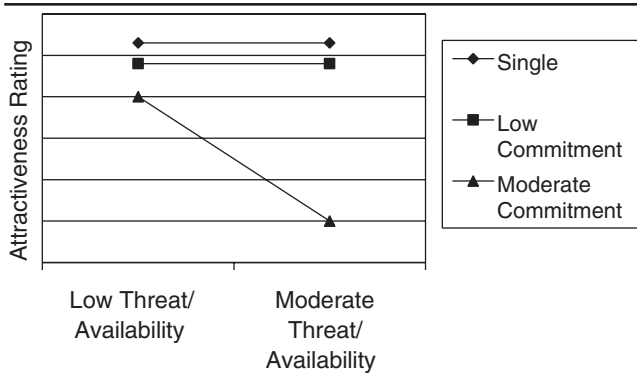 Attractiveness Rating
Low Threat/
Availability
Moderate
Threat/
Availability
Single
Low
Commitment
Moderate
Commitment